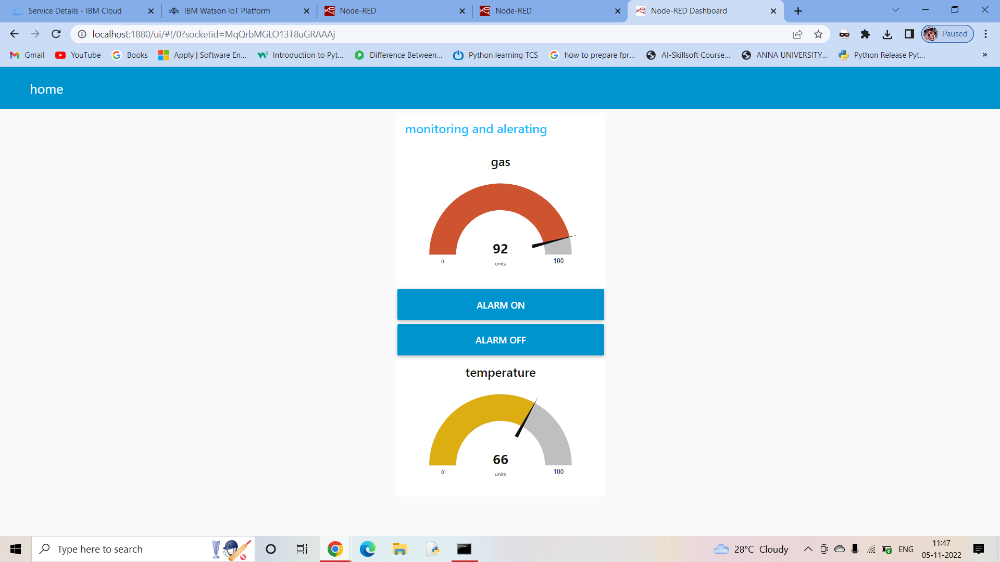 Service Details - IBM Cloud
IBM Watson IoT Platform
Node-RED
Node-RED
Node-RED Dashboard
localhost:1880/ui/#!/0?socketid=MqQrbMGLO13T8uGRAAAj
Paused
Gmail
YouTube
Books
Apply | Software En...
Introduction to Pyt...
Difference Between...
Python learning TCS
how to prepare fpr...
AI-Skillsoft Course...
ANNA UNIVERSITY...
Python Release Pyt...
»
home
monitoring and alerating
gas
92
units
0
100
ALARM ON
ALARM OFF
temperature
66
units
0
100
Type here to search
28°C Cloudy
ENG
11:47
05-11-2022